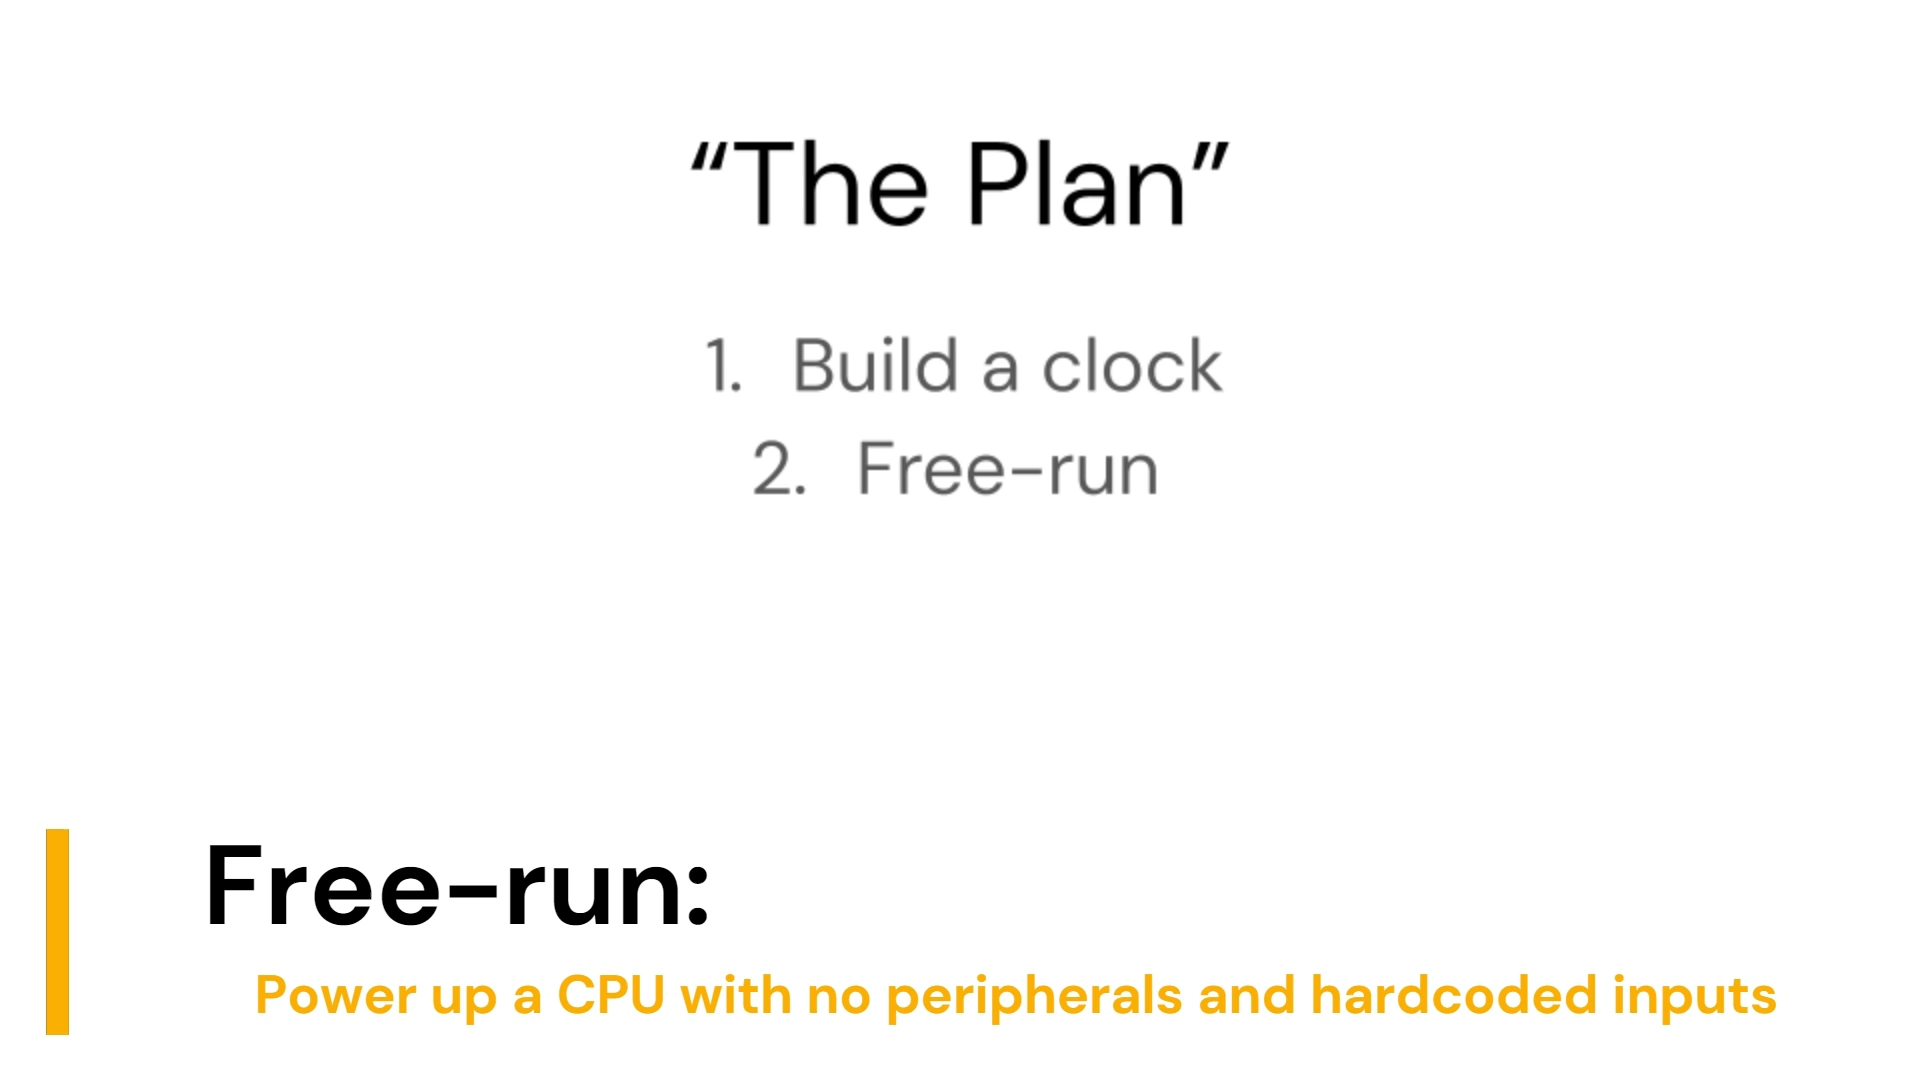 “The Plan”
1. Build a clock
2. Free-run
Free-run:
Power up a CPU with no peripherals and hardcoded inputs